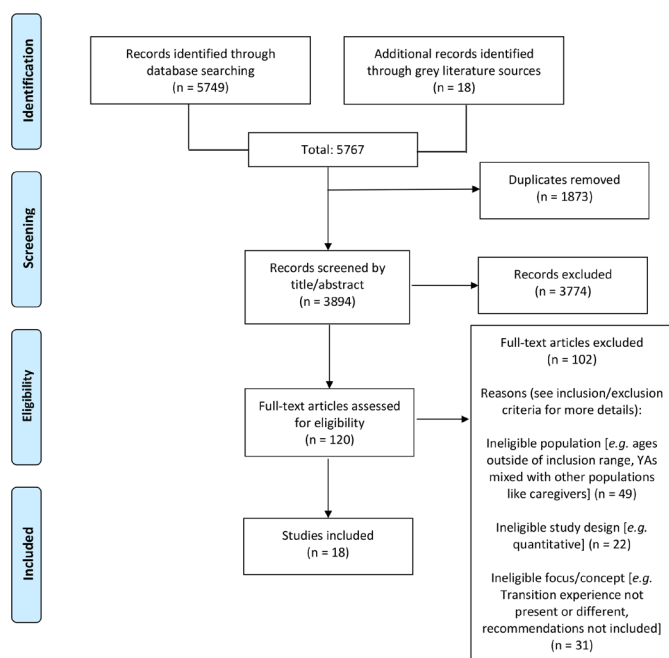 Identification
Records identified through
database searching
(n = 5749)
Additional records identified
through grey literature sources
(n = 18)
Total: 5767
Duplicates removed
(n = 1873)
Screening
Records screened by
title/abstract
(n = 3894)
Records excluded
(n = 3774)
Eligibility
Full-text articles assessed
for eligibility
(n = 120)
Full-text articles excluded
(n = 102)
Reasons (see inclusion/exclusion
criteria for more details):
Ineligible population [e.g. ages
outside of inclusion range, YAs
mixed with other populations
like caregivers] (n = 49)
Ineligible study design [e.g.
quantitative] (n = 22)
Ineligible focus/concept [e.g.
Transition experience not
present or different,
recommendations not included]
(n = 31)
Included
Studies included
(n = 18)